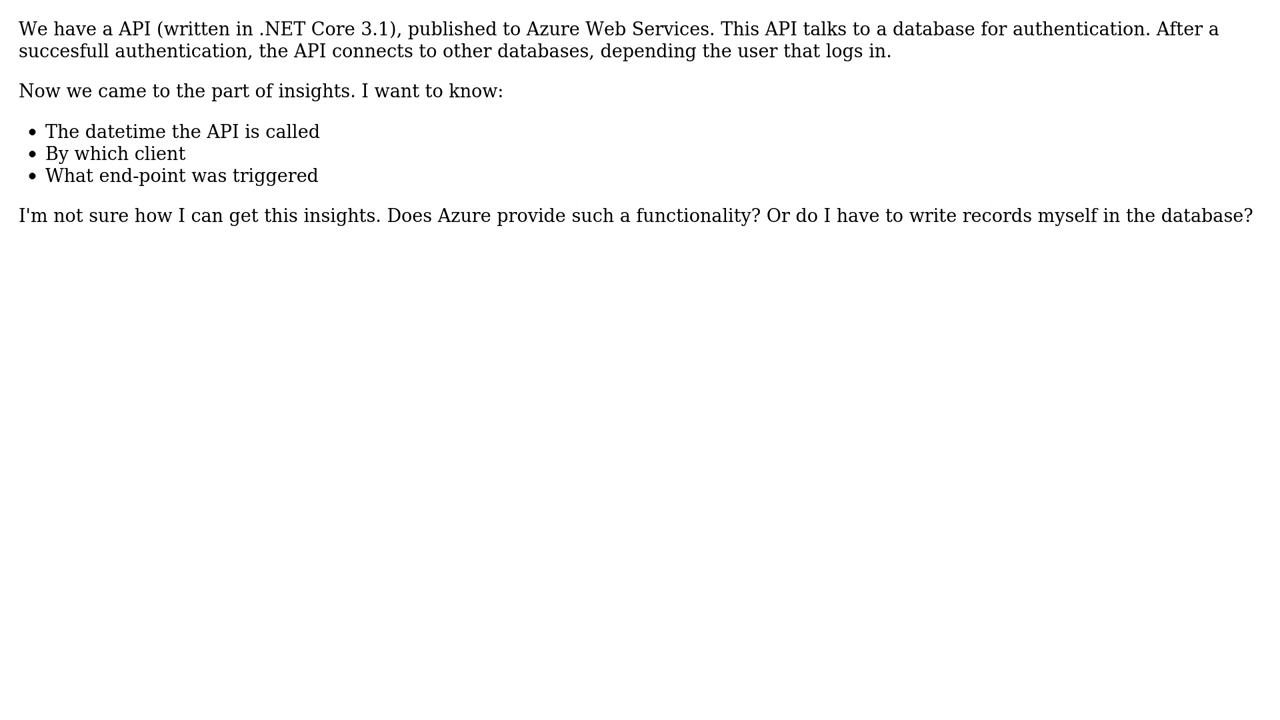 We have a API (written in .NET Core 3.1), published to Azure Web Services. This API talks to a database for authentication. After a
succesfull authentication, the API connects to other databases, depending the user that logs in.
Now we came to the part of insights. I want to know:
• The datetime the API is called
• By which client
• What end-point was triggered
I'm not sure how I can get this insights. Does Azure provide such a functionality? Or do I have to write records myself in the database?